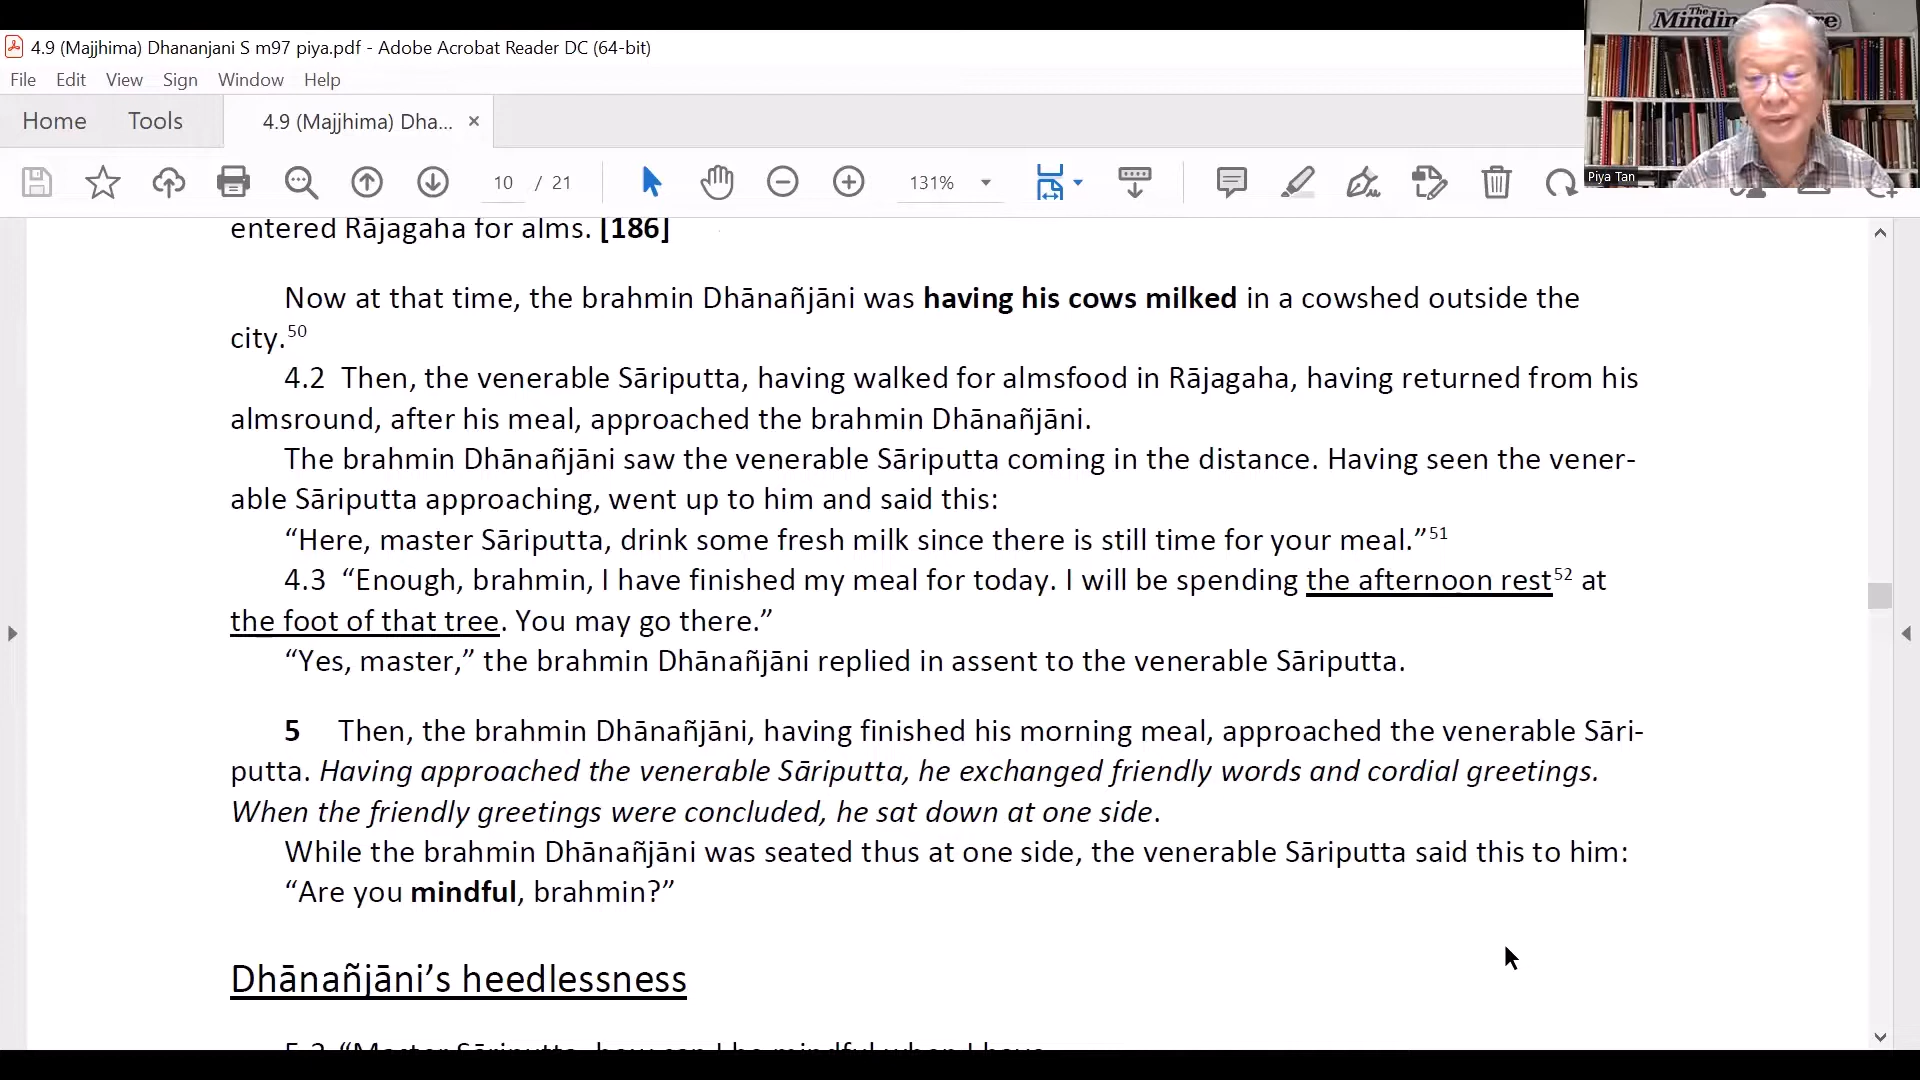 4.9 (Majjhima) Dhananjani S m97 piya.pdf - Adobe Acrobat Reader DC (64-bit)
File Edit View Sign Window Help
Home Tools 4.9 (Majjhima) Dha... ×
10 / 21 131%
The
Piya Tan
entered Rājagaha for alms. [186]
Now at that time, the brahmin Dhānañjāni was having his cows milked in a cowshed outside the
city.50
4.2 Then, the venerable Sāriputta, having walked for almsfood in Rājagaha, having returned from his
almsround, after his meal, approached the brahmin Dhānañjāni.
The brahmin Dhānañjāni saw the venerable Sāriputta coming in the distance. Having seen the vener-
able Sāriputta approaching, went up to him and said this:
“Here, master Sāriputta, drink some fresh milk since there is still time for your meal.”51
4.3 “Enough, brahmin, I have finished my meal for today. I will be spending the afternoon rest52 at
the foot of that tree. You may go there.”
“Yes, master,” the brahmin Dhānañjāni replied in assent to the venerable Sāriputta.
5 Then, the brahmin Dhānañjāni, having finished his morning meal, approached the venerable Sāri-
putta. Having approached the venerable Sāriputta, he exchanged friendly words and cordial greetings.
When the friendly greetings were concluded, he sat down at one side.
While the brahmin Dhānañjāni was seated thus at one side, the venerable Sāriputta said this to him:
“Are you mindful, brahmin?”
Dhānañjāni’s heedlessness